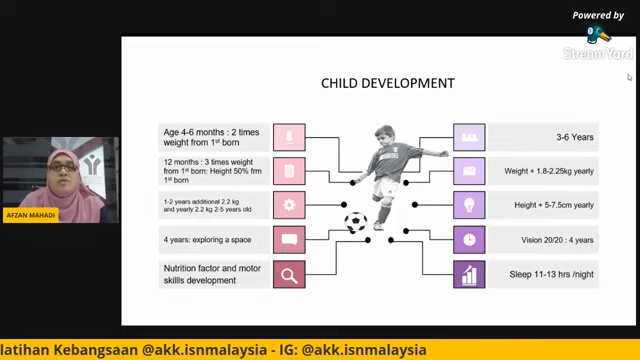 Powered by
StreamYard
CHILD DEVELOPMENT
Age 4-6 months : 2 times
weight from 1st born
12 months : 3 times weight
from 1st born: Height 50% frm
1st born
1-2 years additional 2.2 kg
and yearly 2.2 kg 2-5 years old
4 years: exploring a space
Nutrition factor and motor
skillls development
3-6 Years
Weight + 1.8-2.25kg yearly
Height + 5-7.5cm yearly
Vision 20/20 : 4 years
Sleep 11-13 hrs /night
AFZAN MAHADI
latihan Kebangsaan @akk.isnmalaysia - IG: @akk.isnmalaysia